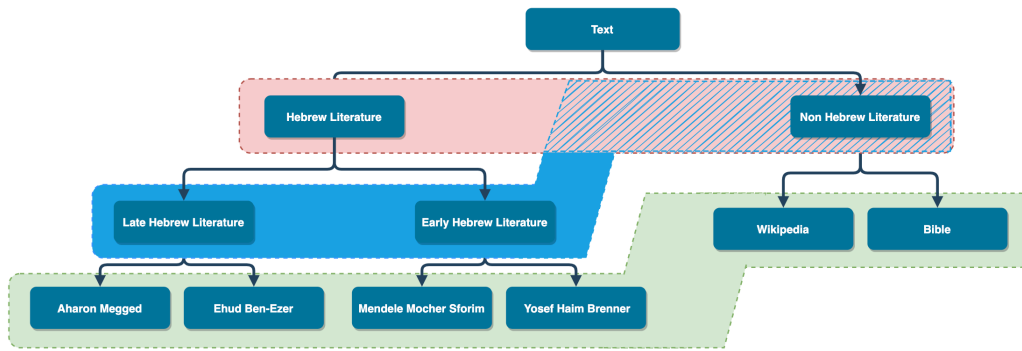 Text
Hebrew Literature
Non Hebrew Literature
Late Hebrew Literature
Early Hebrew Literature
Wikipedia
Bible
Aharon Megged
Ehud Ben-Ezer
Mendele Mocher Sforim
Yosef Haim Brenner